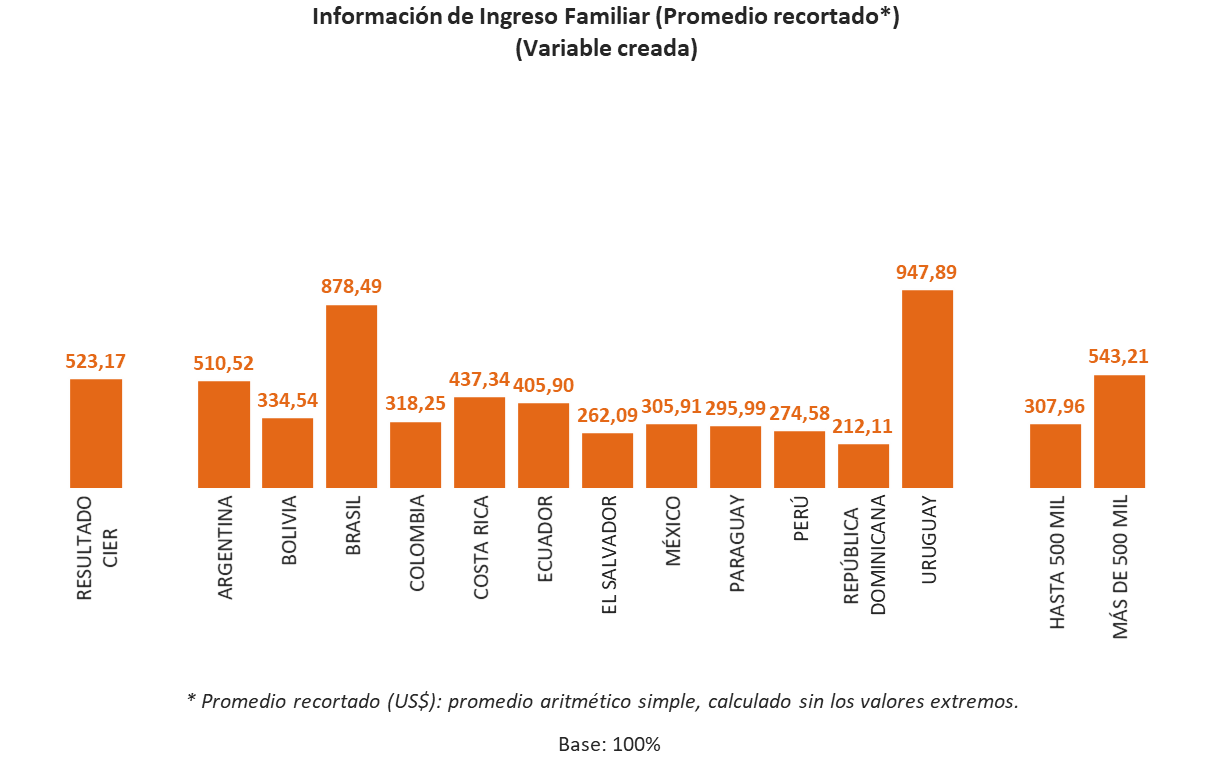 Información de Ingreso Familiar (Promedio recortado*)
(Variable creada)
523,17
510,52
334,54
878,49
318,25
437,34
405,90
262,09
305,91
295,99
274,58
212,11
947,89
307,96
543,21
RESULTADO
CIER
ARGENTINA
BOLIVIA
BRASIL
COLOMBIA
COSTA RICA
ECUADOR
EL SALVADOR
MÉXICO
PARAGUAY
PERÚ
REPÚBLICA
DOMINICANA
URUGUAY
HASTA 500 MIL
MÁS DE 500 MIL
* Promedio recortado (US$): promedio aritmético simple, calculado sin los valores extremos.
Base: 100%